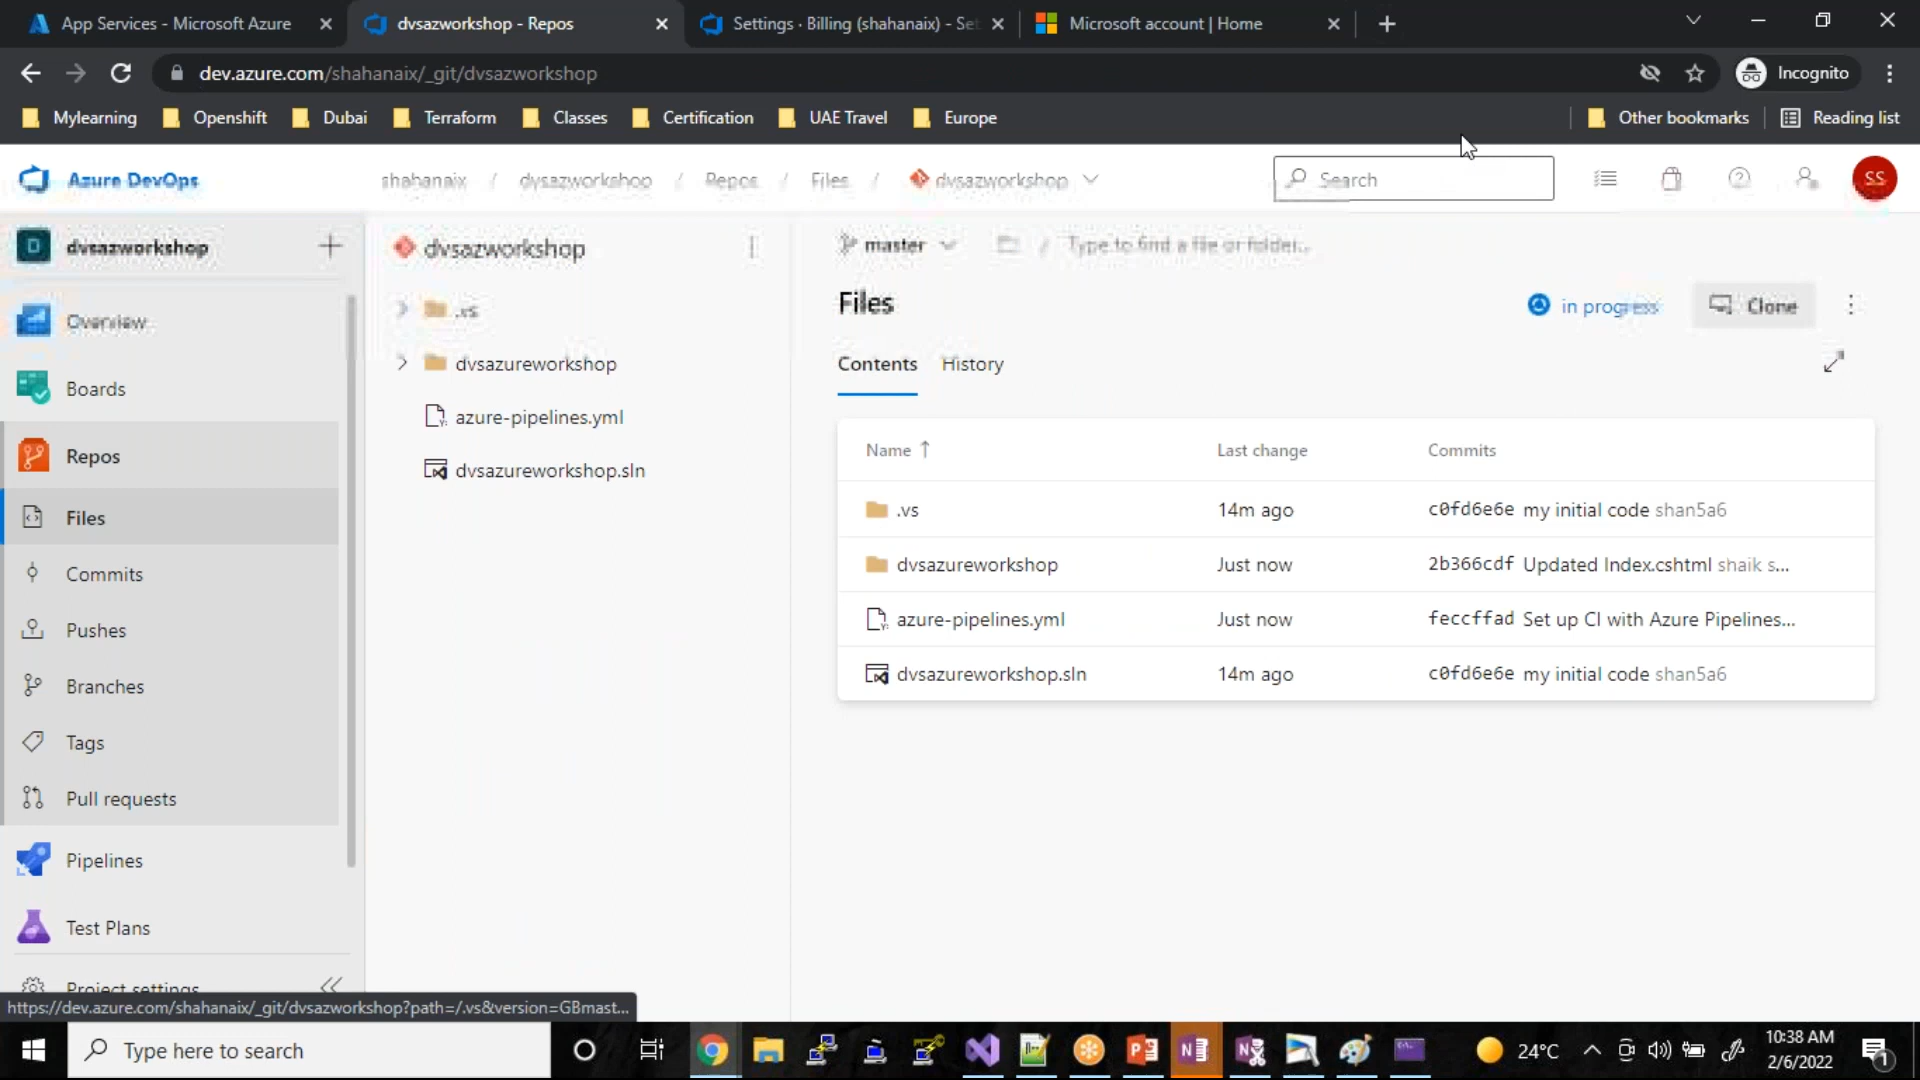 App Services - Microsoft Azure
dvsazworkshop - Repos
Settings · Billing (shahanaix) - Set
Microsoft account | Home
dev.azure.com/shahanaix/_git/dvsazworkshop
Incognito
Mylearning
Openshift
Dubai
Terraform
Classes
Certification
UAE Travel
Europe
Other bookmarks
Reading list
Azure DevOps
shahanaix / dvsazworkshop / Repos / Files / dvsazworkshop
Search
SS
D
dvsazworkshop
Overview
Boards
Repos
Files
Commits
Pushes
Branches
Tags
Pull requests
Pipelines
Test Plans
Project settings
https://dev.azure.com/shahanaix/_git/dvsazworkshop?path=/.vs&version=GBmast...
dvsazworkshop
.vs
dvsazureworkshop
azure-pipelines.yml
dvsazureworkshop.sln
master
/ Type to find a file or folder...
Files
in progress
Clone
Contents
History
Name ↑ Last change Commits
.vs 14m ago c0fd6e6e my initial code shan5a6
dvsazureworkshop Just now 2b366cdf Updated Index.cshtml shaik s...
azure-pipelines.yml Just now feccffad Set up CI with Azure Pipelines...
dvsazureworkshop.sln 14m ago c0fd6e6e my initial code shan5a6
Type here to search
24°C
10:38 AM
2/6/2022
1